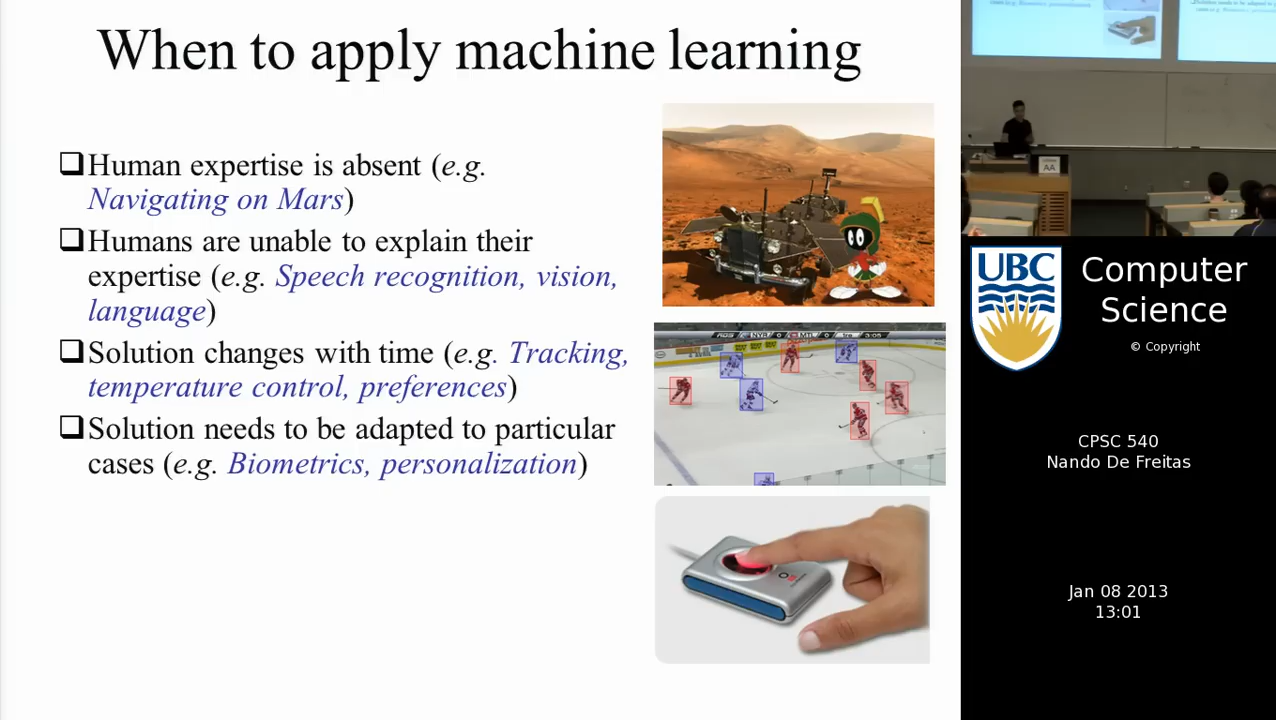 When to apply machine learning
❑Human expertise is absent (e.g.
Navigating on Mars)
❑Humans are unable to explain their
expertise (e.g. Speech recognition, vision,
language)
❑Solution changes with time (e.g. Tracking,
temperature control, preferences)
❑Solution needs to be adapted to particular
cases (e.g. Biometrics, personalization)
AA
UBC
Computer
Science
© Copyright
CPSC 540
Nando De Freitas
Jan 08 2013
13:01